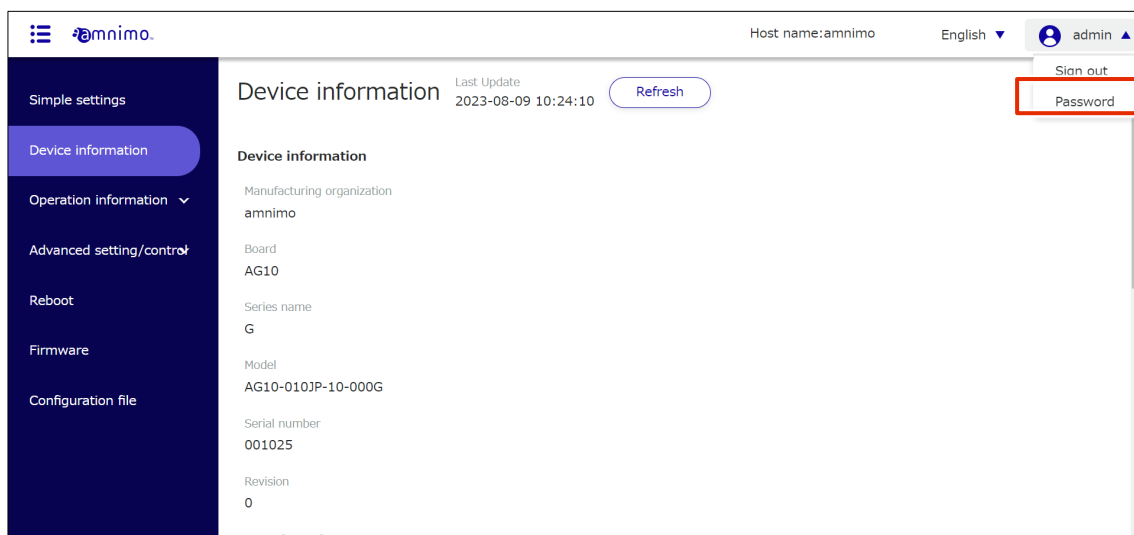 amnimo
Host name:amnimo
English
admin
Sign out
Password
Simple settings
Device information
Operation information
Advanced setting/control
Reboot
Firmware
Configuration file
Device information
Last Update
2023-08-09 10:24:10
Refresh
Device information
Manufacturing organization
amnimo
Board
AG10
Series name
G
Model
AG10-010JP-10-000G
Serial number
001025
Revision
0